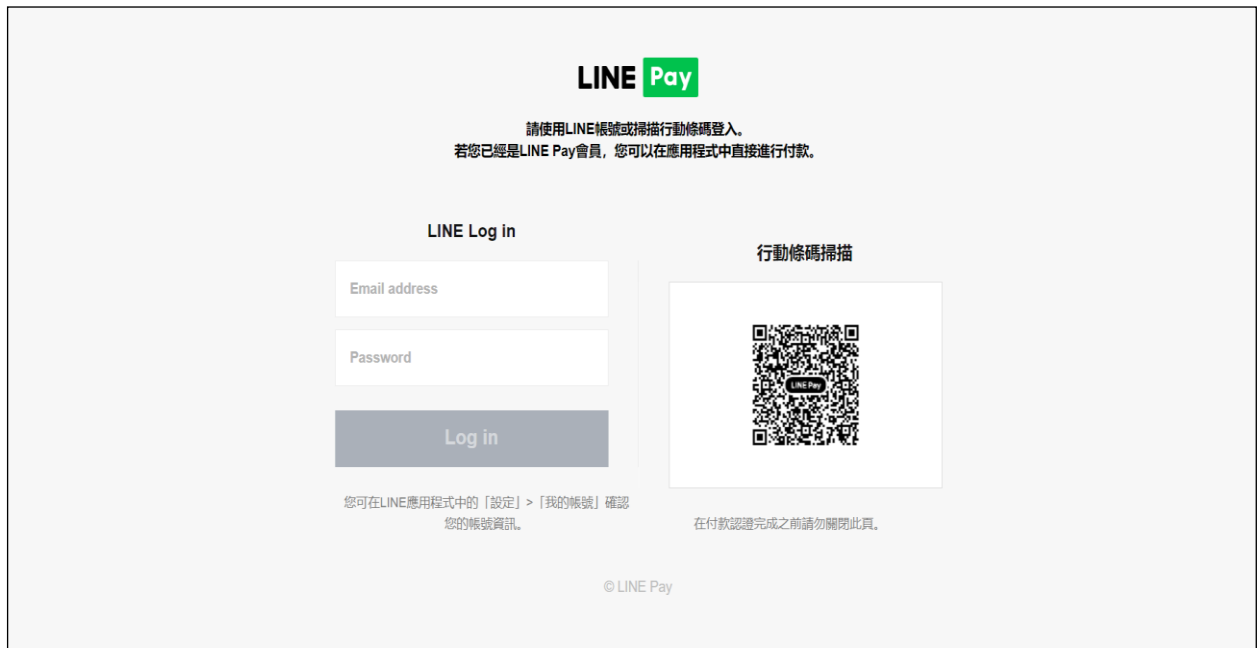 LINE Pay
請使用LINE帳號或掃描行動條碼登入。
若您已經是LINE Pay會員，您可以在應用程式中直接進行付款。
LINE Log in
Email address
Password
Log in
您可在LINE應用程式中的「設定」>「我的帳號」確認
您的帳號資訊。
行動條碼掃描
LINE Pay
在付款認證完成之前請勿關閉此頁。
© LINE Pay